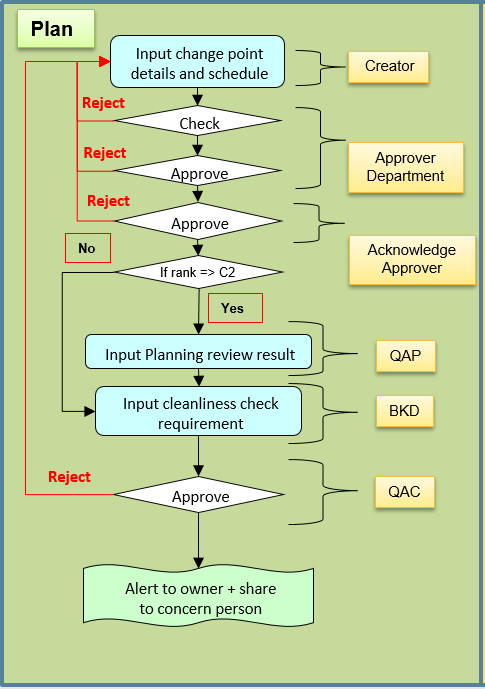 Plan
Input change point
details and schedule
Creator
Reject
Check
Reject
Approve
Approver
Department
Reject
Approve
No
Acknowledge
Approver
If rank => C2
Yes
Input Planning review result
QAP
Input cleanliness check
requirement
BKD
Reject
Approve
QAC
Alert to owner + share
to concern person